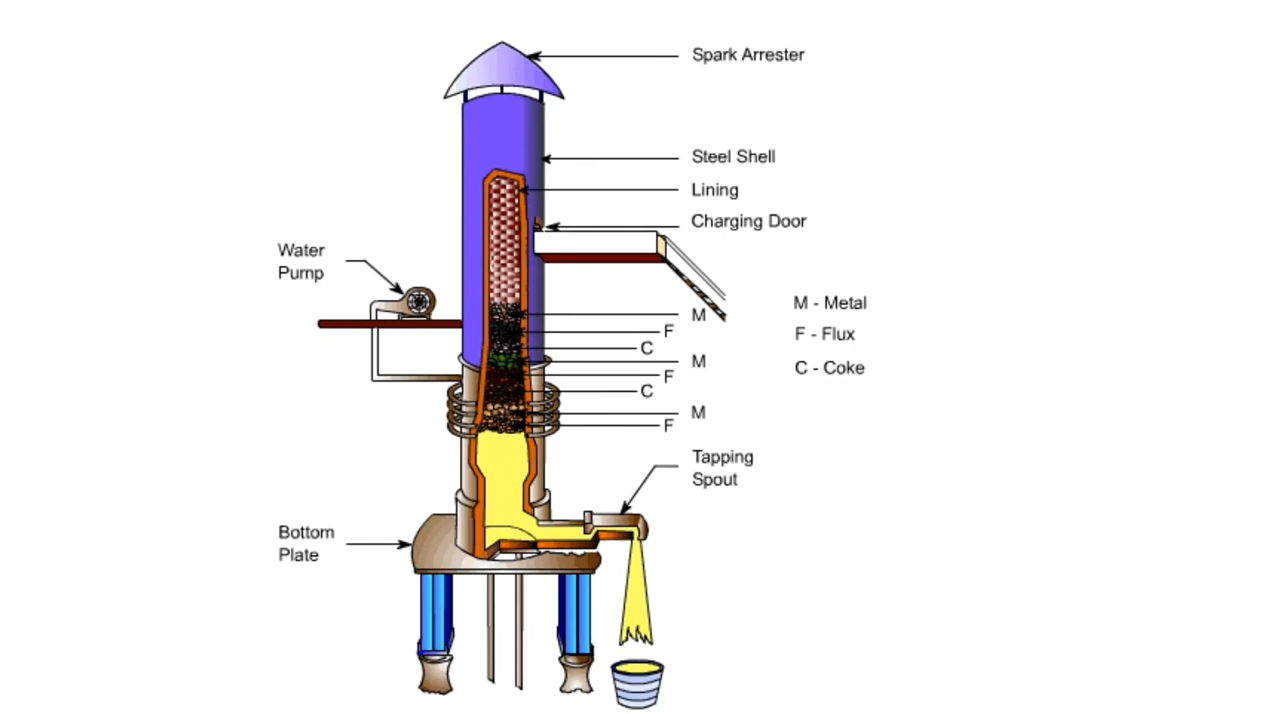 Spark Arrester
Steel Shell
Lining
Charging Door
Water
Pump
M
F
C
M
F
C
M
F
M - Metal
F - Flux
C - Coke
Tapping
Spout
Bottom
Plate